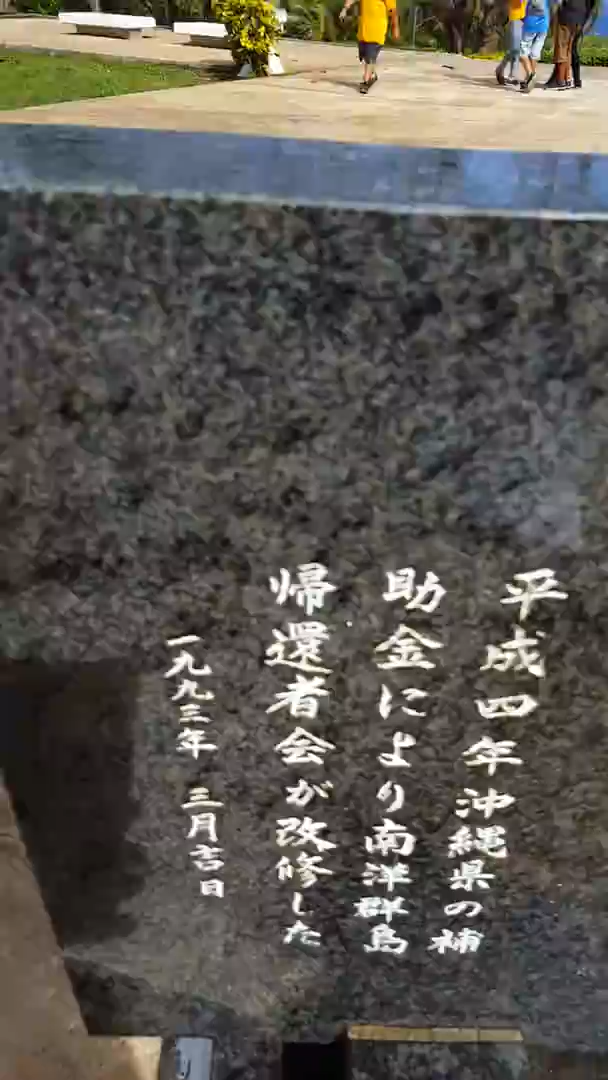 平成四年沖縄県の補
助金により南洋群島
帰還者会が改修した
一九九三年 三月吉日